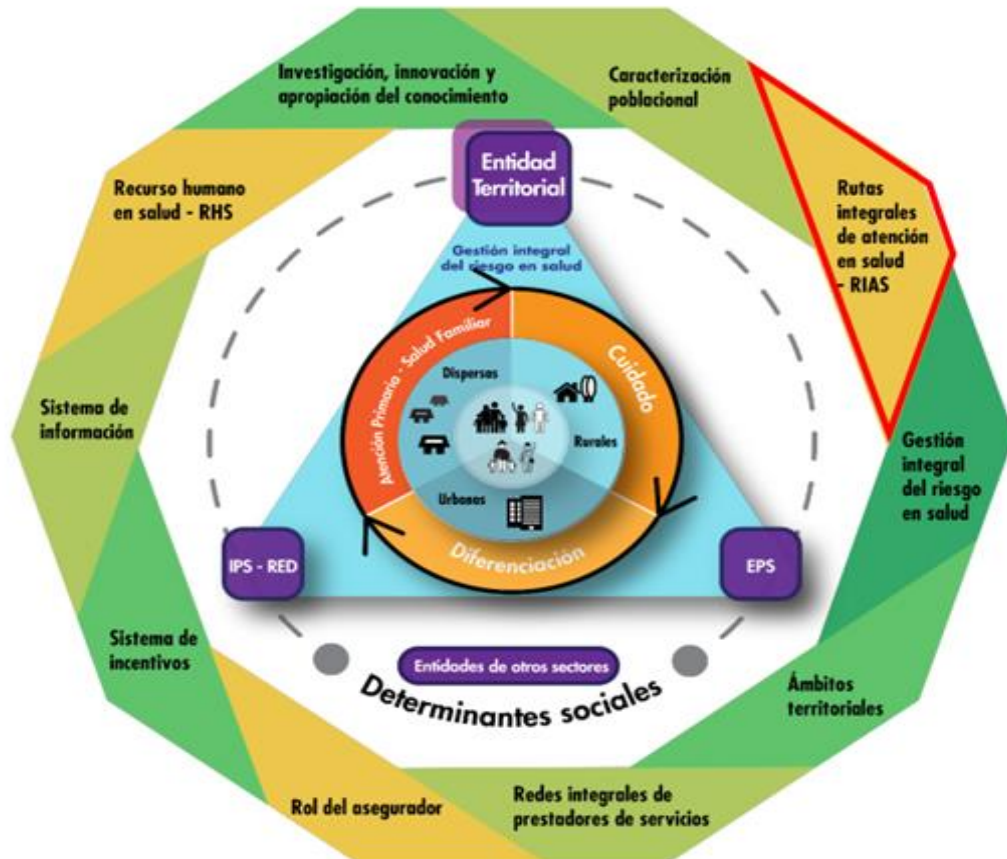 Investigación, innovación y
apropiación del conocimiento
Caracterización
poblacional
Rutas
integrales
de atención
en salud
- RIAS
Gestión
integral
del riesgo
en salud
Ámbitos
territoriales
Redes integrales de
prestadores de servicios
Rol del asegurador
Sistema de
incentivos
Sistema de
información
Recurso humano
en salud - RHS
Entidad
Territorial
Gestión integral
del riesgo en salud
Atención Primaria - Salud Familiar
Cuidado
Diferenciación
Dispersas
Rurales
Urbanas
IPS - RED
EPS
Entidades de otros sectores
Determinantes sociales